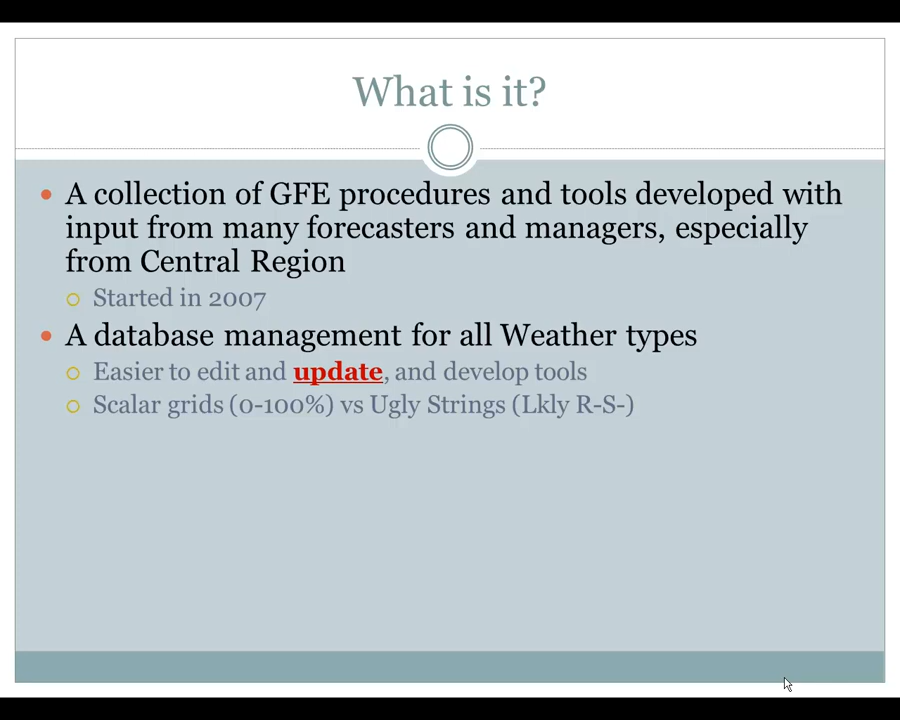 What is it?
A collection of GFE procedures and tools developed with
input from many forecasters and managers, especially
from Central Region
Started in 2007
A database management for all Weather types
Easier to edit and update, and develop tools
Scalar grids (0-100%) vs Ugly Strings (Lkly R-S-)